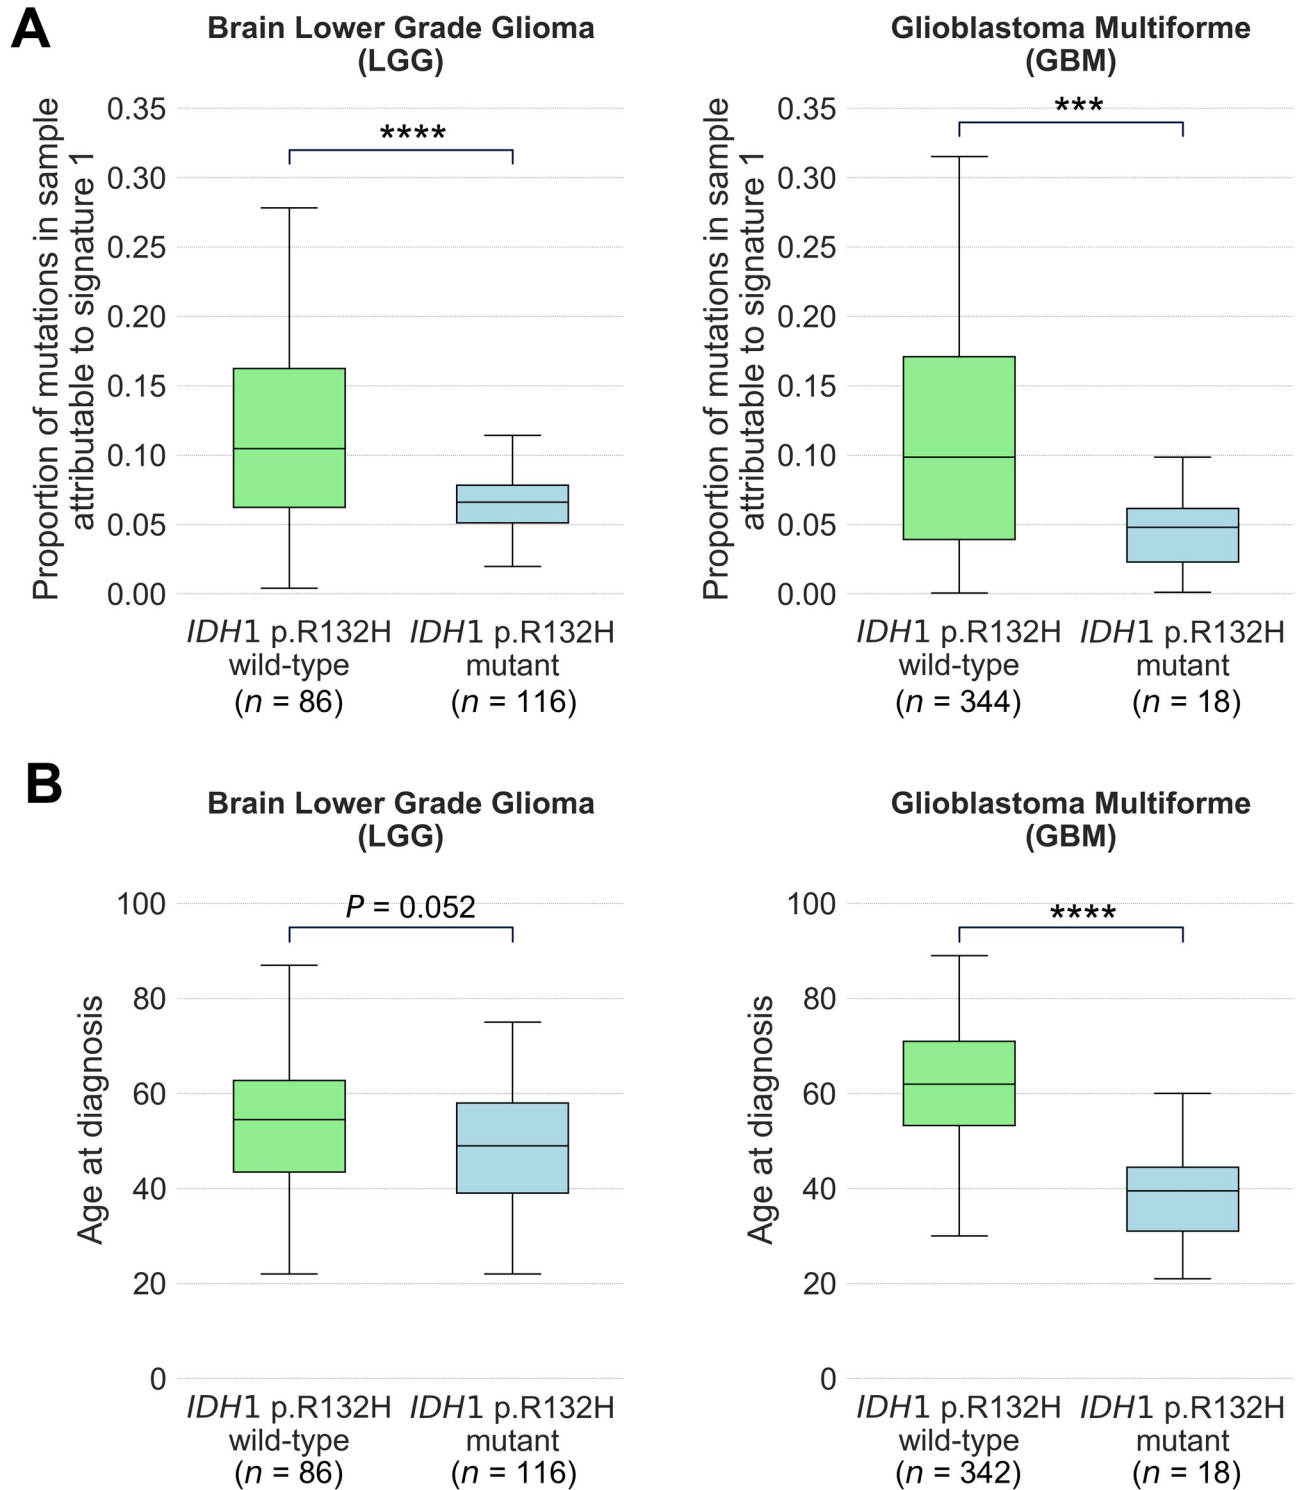 A
Brain Lower Grade Glioma
(LGG)
Proportion of mutations in sample
attributable to signature 1
0.35
0.30
0.25
0.20
0.15
0.10
0.05
0.00
****
IDH1 p.R132H
wild-type
(n = 86)
IDH1 p.R132H
mutant
(n = 116)
Glioblastoma Multiforme
(GBM)
Proportion of mutations in sample
attributable to signature 1
0.35
0.30
0.25
0.20
0.15
0.10
0.05
0.00
***
IDH1 p.R132H
wild-type
(n = 344)
IDH1 p.R132H
mutant
(n = 18)
B
Brain Lower Grade Glioma
(LGG)
Age at diagnosis
100
80
60
40
20
0
P = 0.052
IDH1 p.R132H
wild-type
(n = 86)
IDH1 p.R132H
mutant
(n = 116)
Glioblastoma Multiforme
(GBM)
Age at diagnosis
100
80
60
40
20
0
****
IDH1 p.R132H
wild-type
(n = 342)
IDH1 p.R132H
mutant
(n = 18)